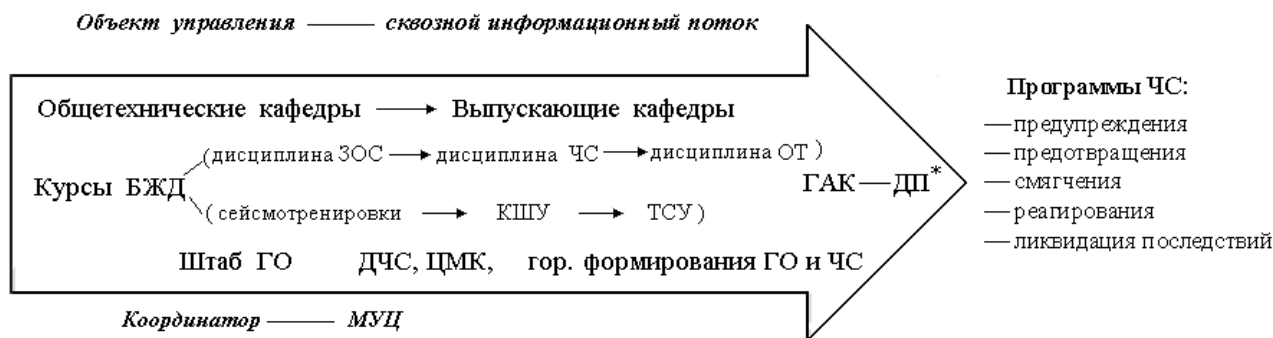 Объект управления —— сквозной информационный поток
Общетехнические кафедры → Выпускающие кафедры
(дисциплина ЗОС → дисциплина ЧС → дисциплина ОТ)
Курсы БЖД
ГАК — ДП*
(сейсмотренировки → КШУ → ТСУ)
Штаб ГО ДЧС, ЦМК, гор. формирования ГО и ЧС
Координатор —— МУЦ
Программы ЧС:
— предупреждения
— предотвращения
— смягчения
— реагирования
— ликвидация последствий